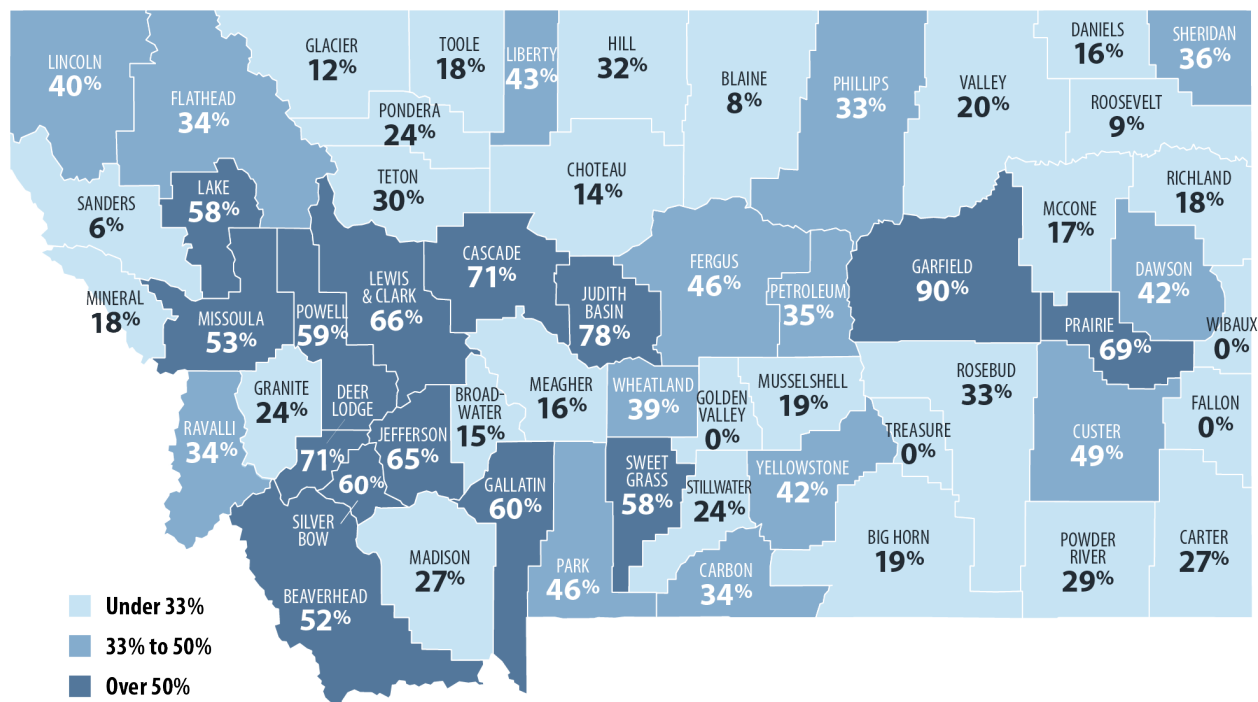 LINCOLN
40%
FLATHEAD
34%
GLACIER
12%
TOOLE
18%
LIBERTY
43%
HILL
32%
BLAINE
8%
PHILLIPS
33%
VALLEY
20%
DANIELS
16%
SHERIDAN
36%
ROOSEVELT
9%
PONDERA
24%
TETON
30%
CHOTEAU
14%
SANDERS
6%
LAKE
58%
RICHLAND
18%
MCCONE
17%
MINERAL
18%
MISSOULA
53%
POWELL
59%
LEWIS
& CLARK
66%
CASCADE
71%
JUDITH
BASIN
78%
FERGUS
46%
PETROLEUM
35%
GARFIELD
90%
DAWSON
42%
PRAIRIE
69%
WIBAUX
0%
RAVALLI
34%
GRANITE
24%
DEER
LODGE
71%
JEFFERSON
65%
BROAD-
WATER
15%
MEAGHER
16%
WHEATLAND
39%
GOLDEN
VALLEY
0%
MUSSELSHELL
19%
ROSEBUD
33%
TREASURE
0%
CUSTER
49%
FALLON
0%
60%
SILVER
BOW
GALLATIN
60%
SWEET
GRASS
58%
STILLWATER
24%
YELLOWSTONE
42%
BEAVERHEAD
52%
MADISON
27%
PARK
46%
CARBON
34%
BIG HORN
19%
POWDER
RIVER
29%
CARTER
27%
Under 33%
33% to 50%
Over 50%